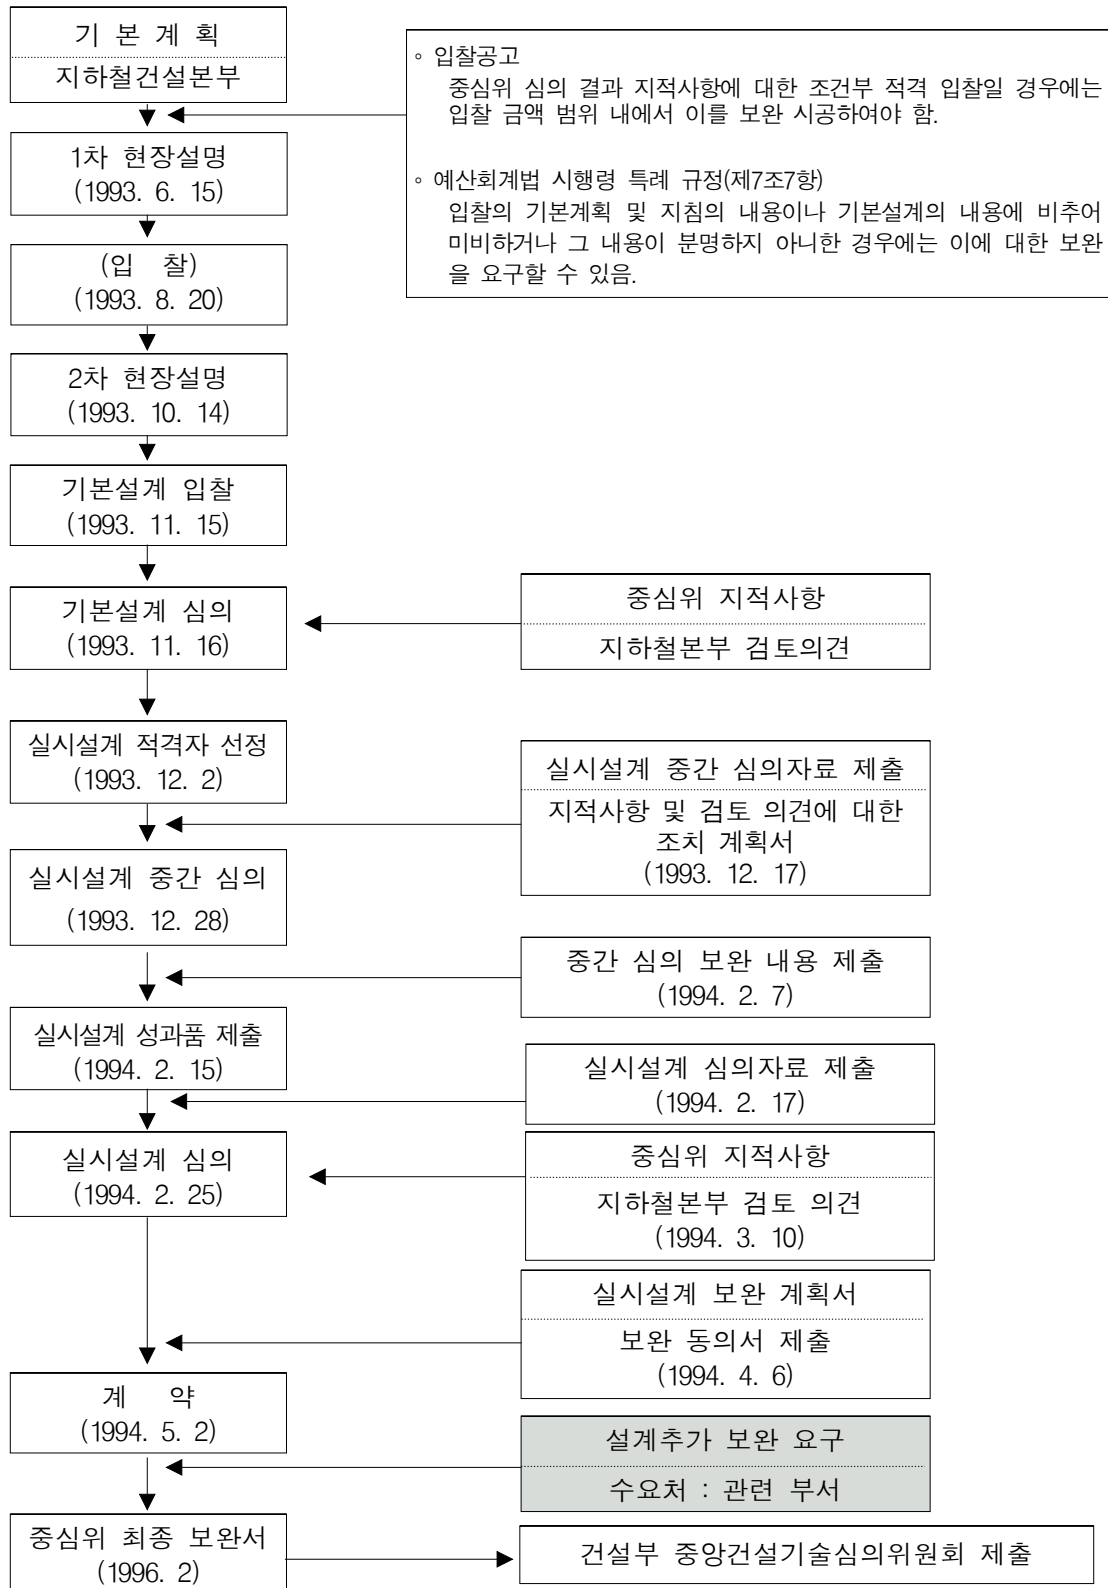 기 본 계 획
지하철건설본부
◦ 입찰공고
중심위 심의 결과 지적사항에 대한 조건부 적격 입찰일 경우에는
입찰 금액 범위 내에서 이를 보완 시공하여야 함.
◦ 예산회계법 시행령 특례 규정(제7조7항)
입찰의 기본계획 및 지침의 내용이나 기본설계의 내용에 비추어
미비하거나 그 내용이 분명하지 아니한 경우에는 이에 대한 보완
을 요구할 수 있음.
1차 현장설명
(1993. 6. 15)
(입 찰)
(1993. 8. 20)
2차 현장설명
(1993. 10. 14)
기본설계 입찰
(1993. 11. 15)
기본설계 심의
(1993. 11. 16)
중심위 지적사항
지하철본부 검토의견
실시설계 적격자 선정
(1993. 12. 2)
실시설계 중간 심의자료 제출
지적사항 및 검토 의견에 대한
조치 계획서
(1993. 12. 17)
실시설계 중간 심의
(1993. 12. 28)
중간 심의 보완 내용 제출
(1994. 2. 7)
실시설계 성과품 제출
(1994. 2. 15)
실시설계 심의자료 제출
(1994. 2. 17)
실시설계 심의
(1994. 2. 25)
중심위 지적사항
지하철본부 검토 의견
(1994. 3. 10)
실시설계 보완 계획서
보완 동의서 제출
(1994. 4. 6)
계 약
(1994. 5. 2)
설계추가 보완 요구
수요처 : 관련 부서
중심위 최종 보완서
(1996. 2)
건설부 중앙건설기술심의위원회 제출